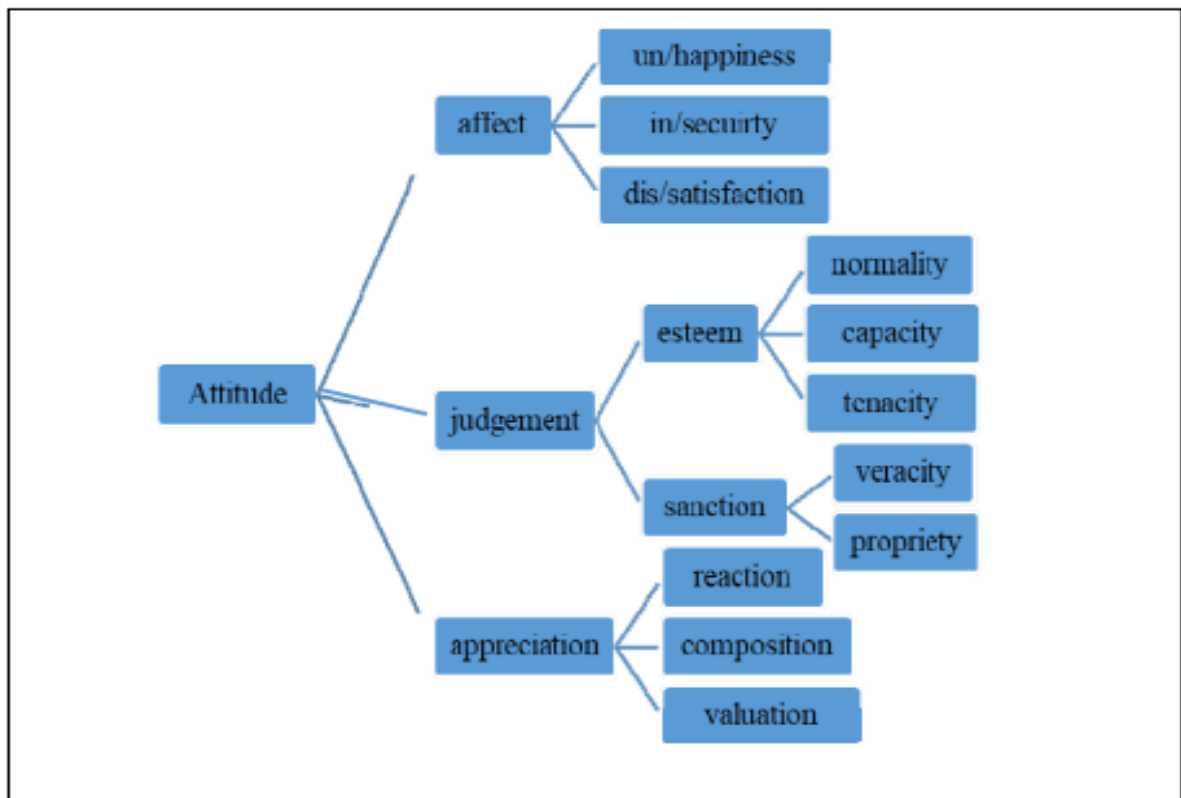 un/happiness
affect
in/secuirty
dis/satisfaction
normality
esteem
capacity
Attitude
tenacity
judgement
veracity
sanction
propriety
reaction
appreciation
composition
valuation